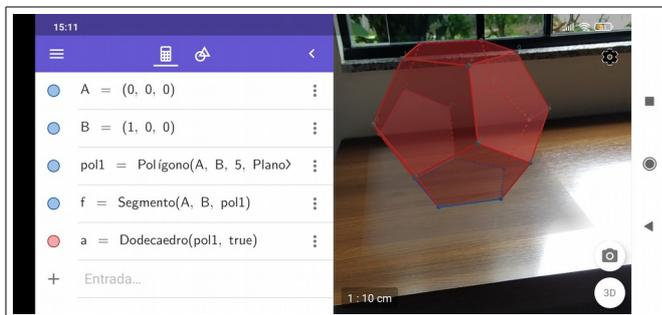 15:11
A = (0, 0, 0)
B = (1, 0, 0)
pol1 = Polígono(A, B, 5, Plano
f = Segmento(A, B, pol1)
a = Dodecaedro(pol1, true)
+ Entrada...
1 : 10 cm
3D